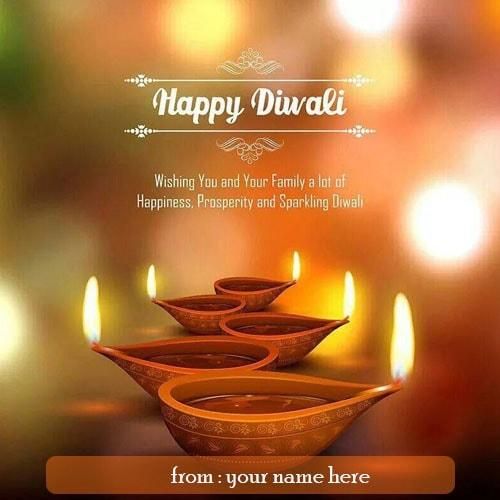 Happy Diwali
Wishing You and Your Family a lot of
Happiness, Prosperity and Sparkling Diwali
from : your name here